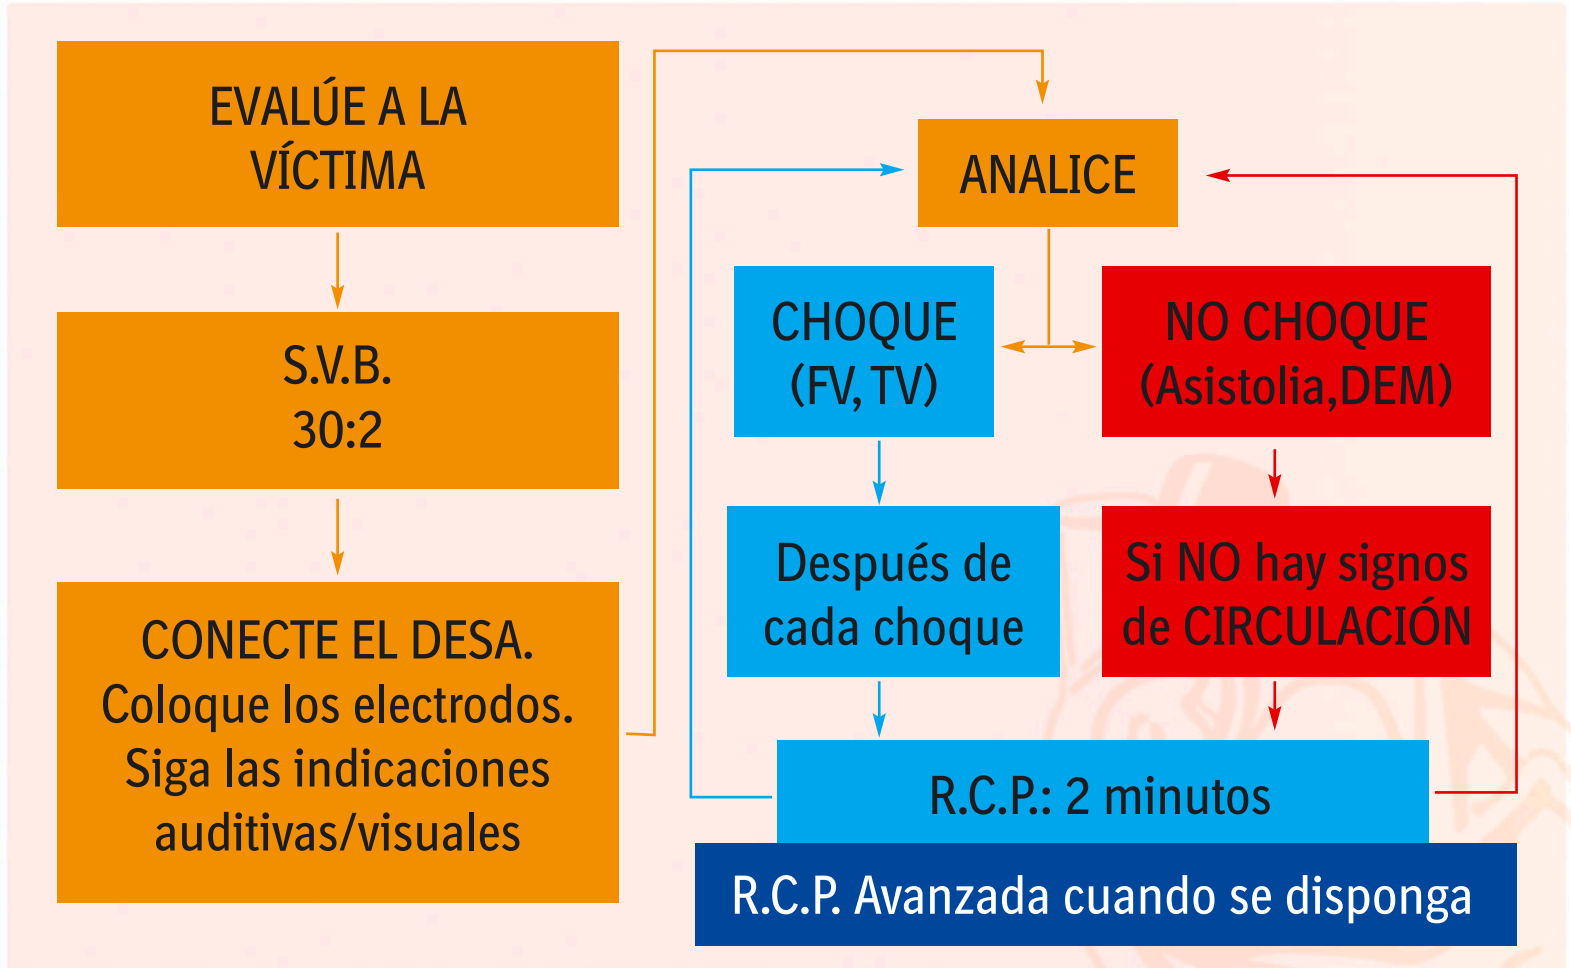 EVALÚE A LA
VÍCTIMA
S.V.B.
30:2
CONECTE EL DESA.
Coloque los electrodos.
Siga las indicaciones
auditivas/visuales
ANALICE
CHOQUE
(FV, TV)
NO CHOQUE
(Asistolia,DEM)
Después de
cada choque
Si NO hay signos
de CIRCULACIÓN
R.C.P.: 2 minutos
R.C.P. Avanzada cuando se disponga